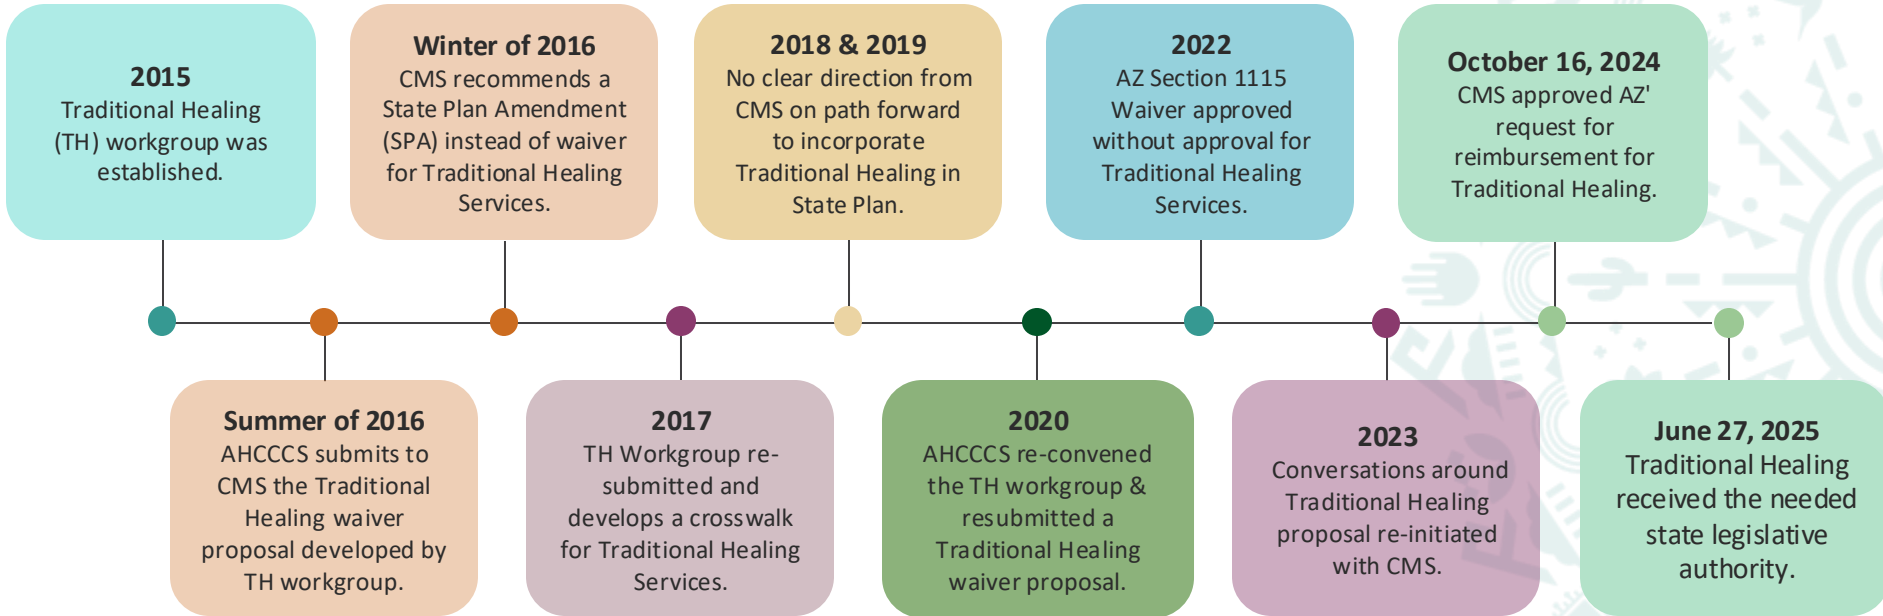 2015
Traditional Healing
(TH) workgroup was
established.
Summer of 2016
AHCCCS submits to
CMS the Traditional
Healing waiver
proposal developed by
TH workgroup.
Winter of 2016
CMS recommends a
State Plan Amendment
(SPA) instead of waiver
for Traditional Healing
Services.
2017
TH Workgroup re-
submitted and
develops a crosswalk
for Traditional Healing
Services.
2018 & 2019
No clear direction from
CMS on path forward
to incorporate
Traditional Healing in
State Plan.
2020
AHCCCS re-convened
the TH workgroup &
resubmitted a
Traditional Healing
waiver proposal.
2022
AZ Section 1115
Waiver approved
without approval for
Traditional Healing
Services.
2023
Conversations around
Traditional Healing
proposal re-initiated
with CMS.
October 16, 2024
CMS approved AZ'
request for
reimbursement for
Traditional Healing.
June 27, 2025
Traditional Healing
received the needed
state legislative
authority.